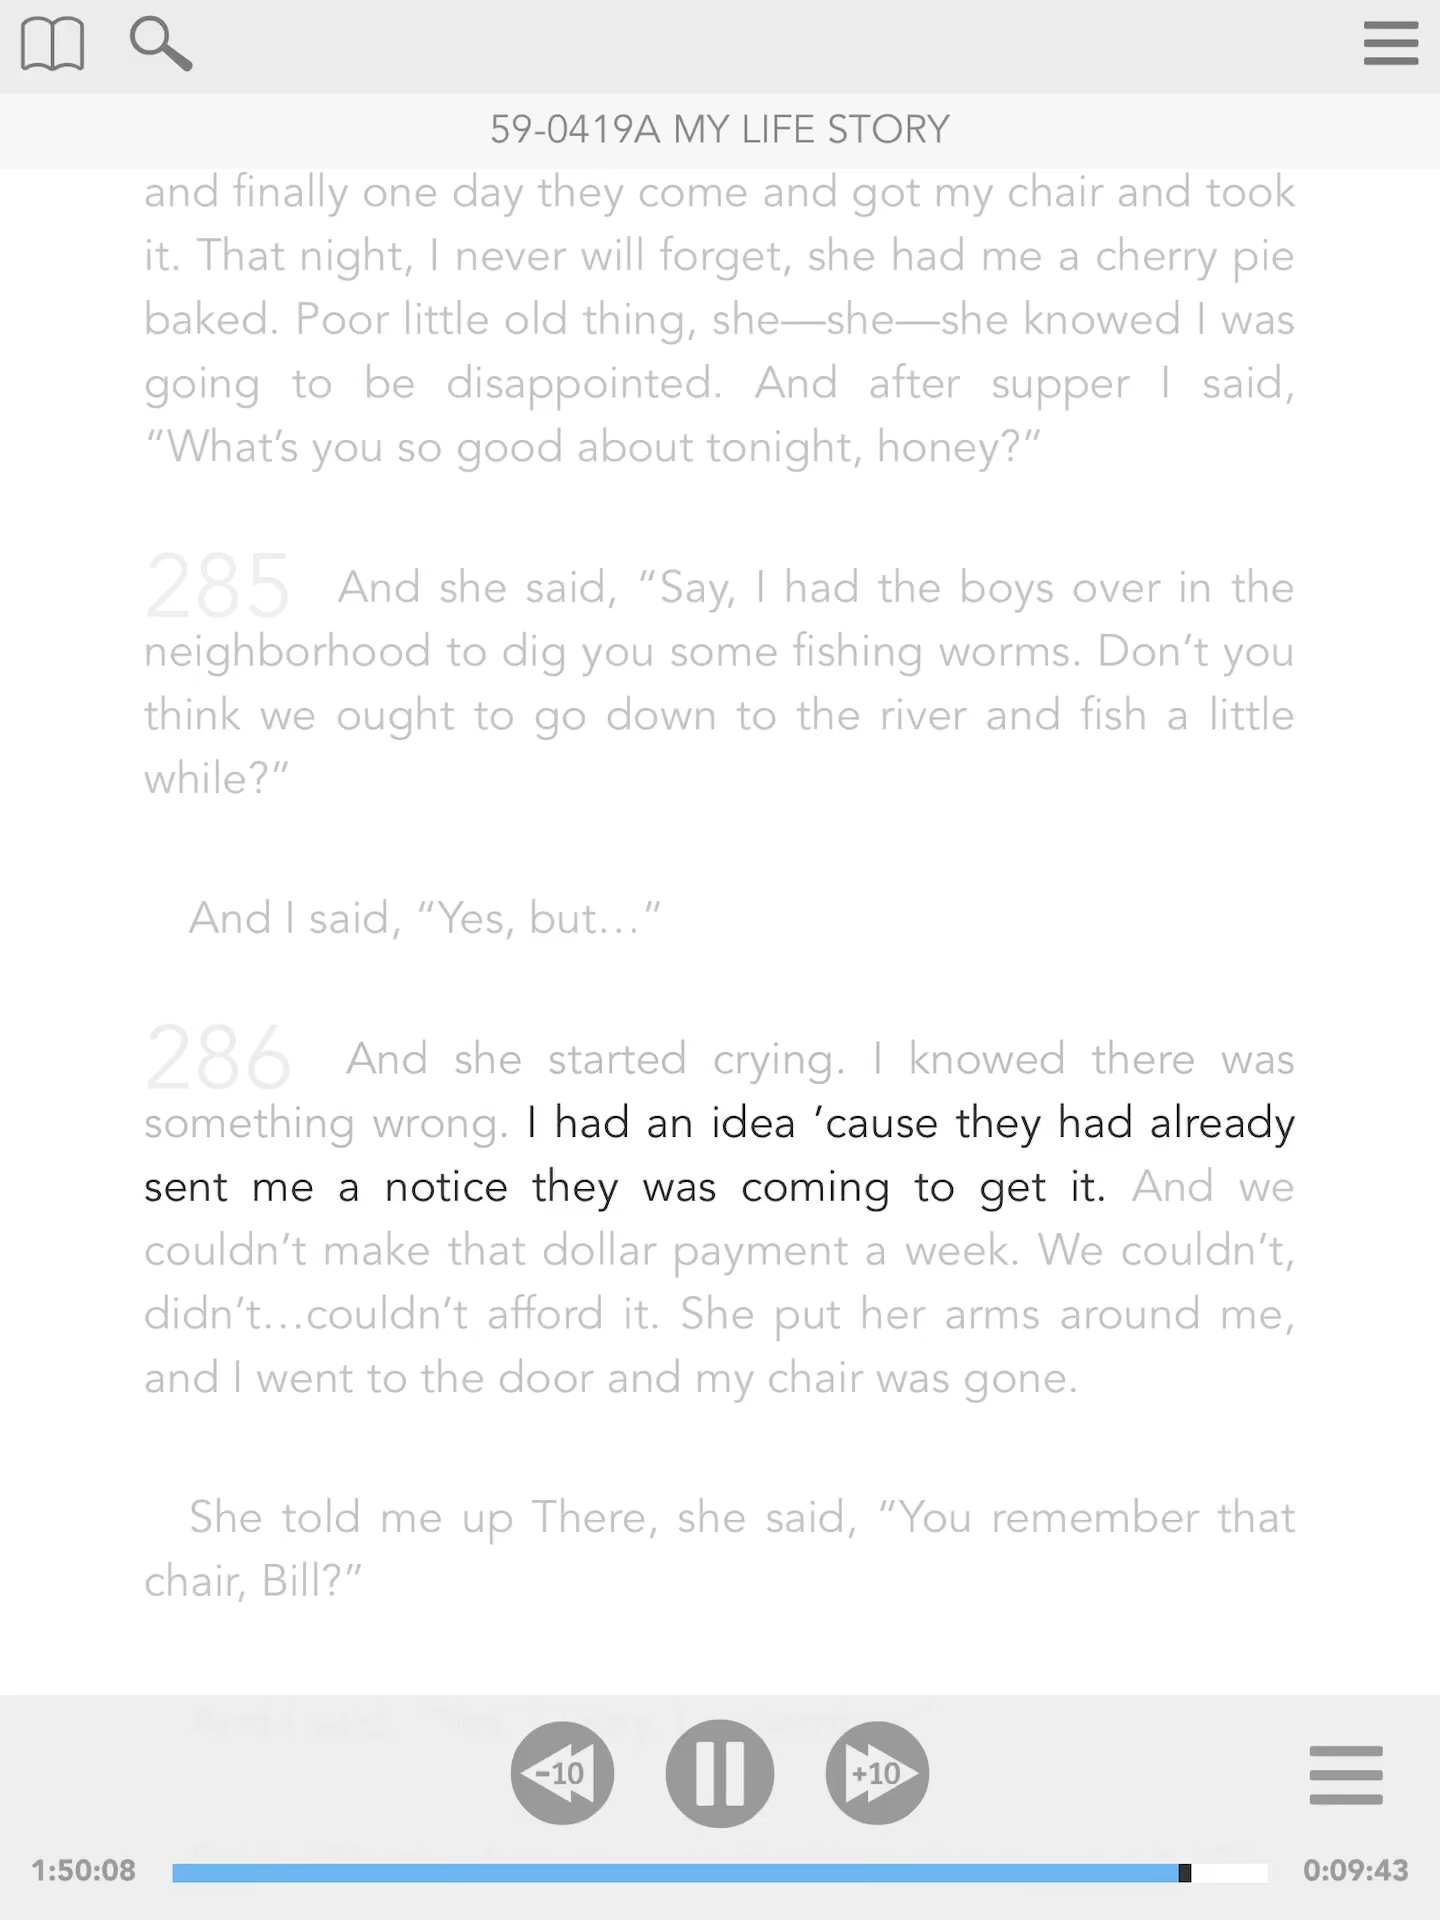 59-0419A MY LIFE STORY
and finally one day they come and got my chair and took
it. That night, I never will forget, she had me a cherry pie
baked. Poor little old thing, she—she—she knowed I was
going to be disappointed. And after supper I said,
“What’s you so good about tonight, honey?”
285 And she said, “Say, I had the boys over in the
neighborhood to dig you some fishing worms. Don’t you
think we ought to go down to the river and fish a little
while?”
And I said, “Yes, but…”
286 And she started crying. I knowed there was
something wrong. I had an idea ’cause they had already
sent me a notice they was coming to get it. And we
couldn’t make that dollar payment a week. We couldn’t,
didn’t…couldn’t afford it. She put her arms around me,
and I went to the door and my chair was gone.
She told me up There, she said, “You remember that
chair, Bill?”
-10 +10
1:50:08 0:09:43